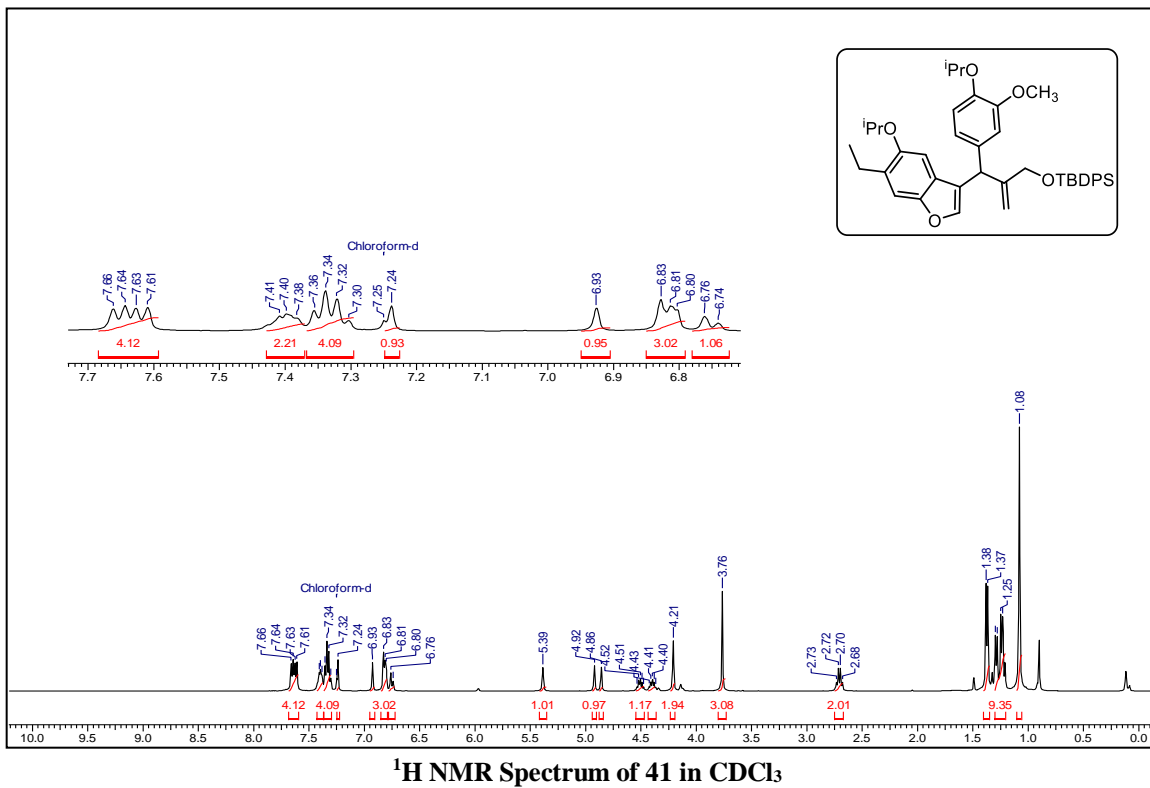 7.66 7.64 7.63 7.61 7.41 7.40 7.38 7.36 7.34 7.32 7.30 7.25 7.24 6.93 6.83 6.81 6.80 6.76 6.74
Chloroform-d
4.12 2.21 4.09 0.93 0.95 3.02 1.06
7.7 7.6 7.5 7.4 7.3 7.2 7.1 7.0 6.9 6.8
iPrO
OCH3
iPrO
OTBDPS
O
Chloroform-d
7.66 7.64 7.63 7.61 7.34 7.32 7.24 6.93 6.83 6.81 6.80 6.76 5.39 4.92 4.86 4.52 4.51 4.43 4.41 4.40 4.21 3.76 2.73 2.72 2.70 2.68 1.38 1.37 1.25 1.08
4.12 4.09 3.02 1.01 0.97 1.17 1.94 3.08 2.01 9.35
10.0 9.5 9.0 8.5 8.0 7.5 7.0 6.5 6.0 5.5 5.0 4.5 4.0 3.5 3.0 2.5 2.0 1.5 1.0 0.5 0.0
1H NMR Spectrum of 41 in CDCl3